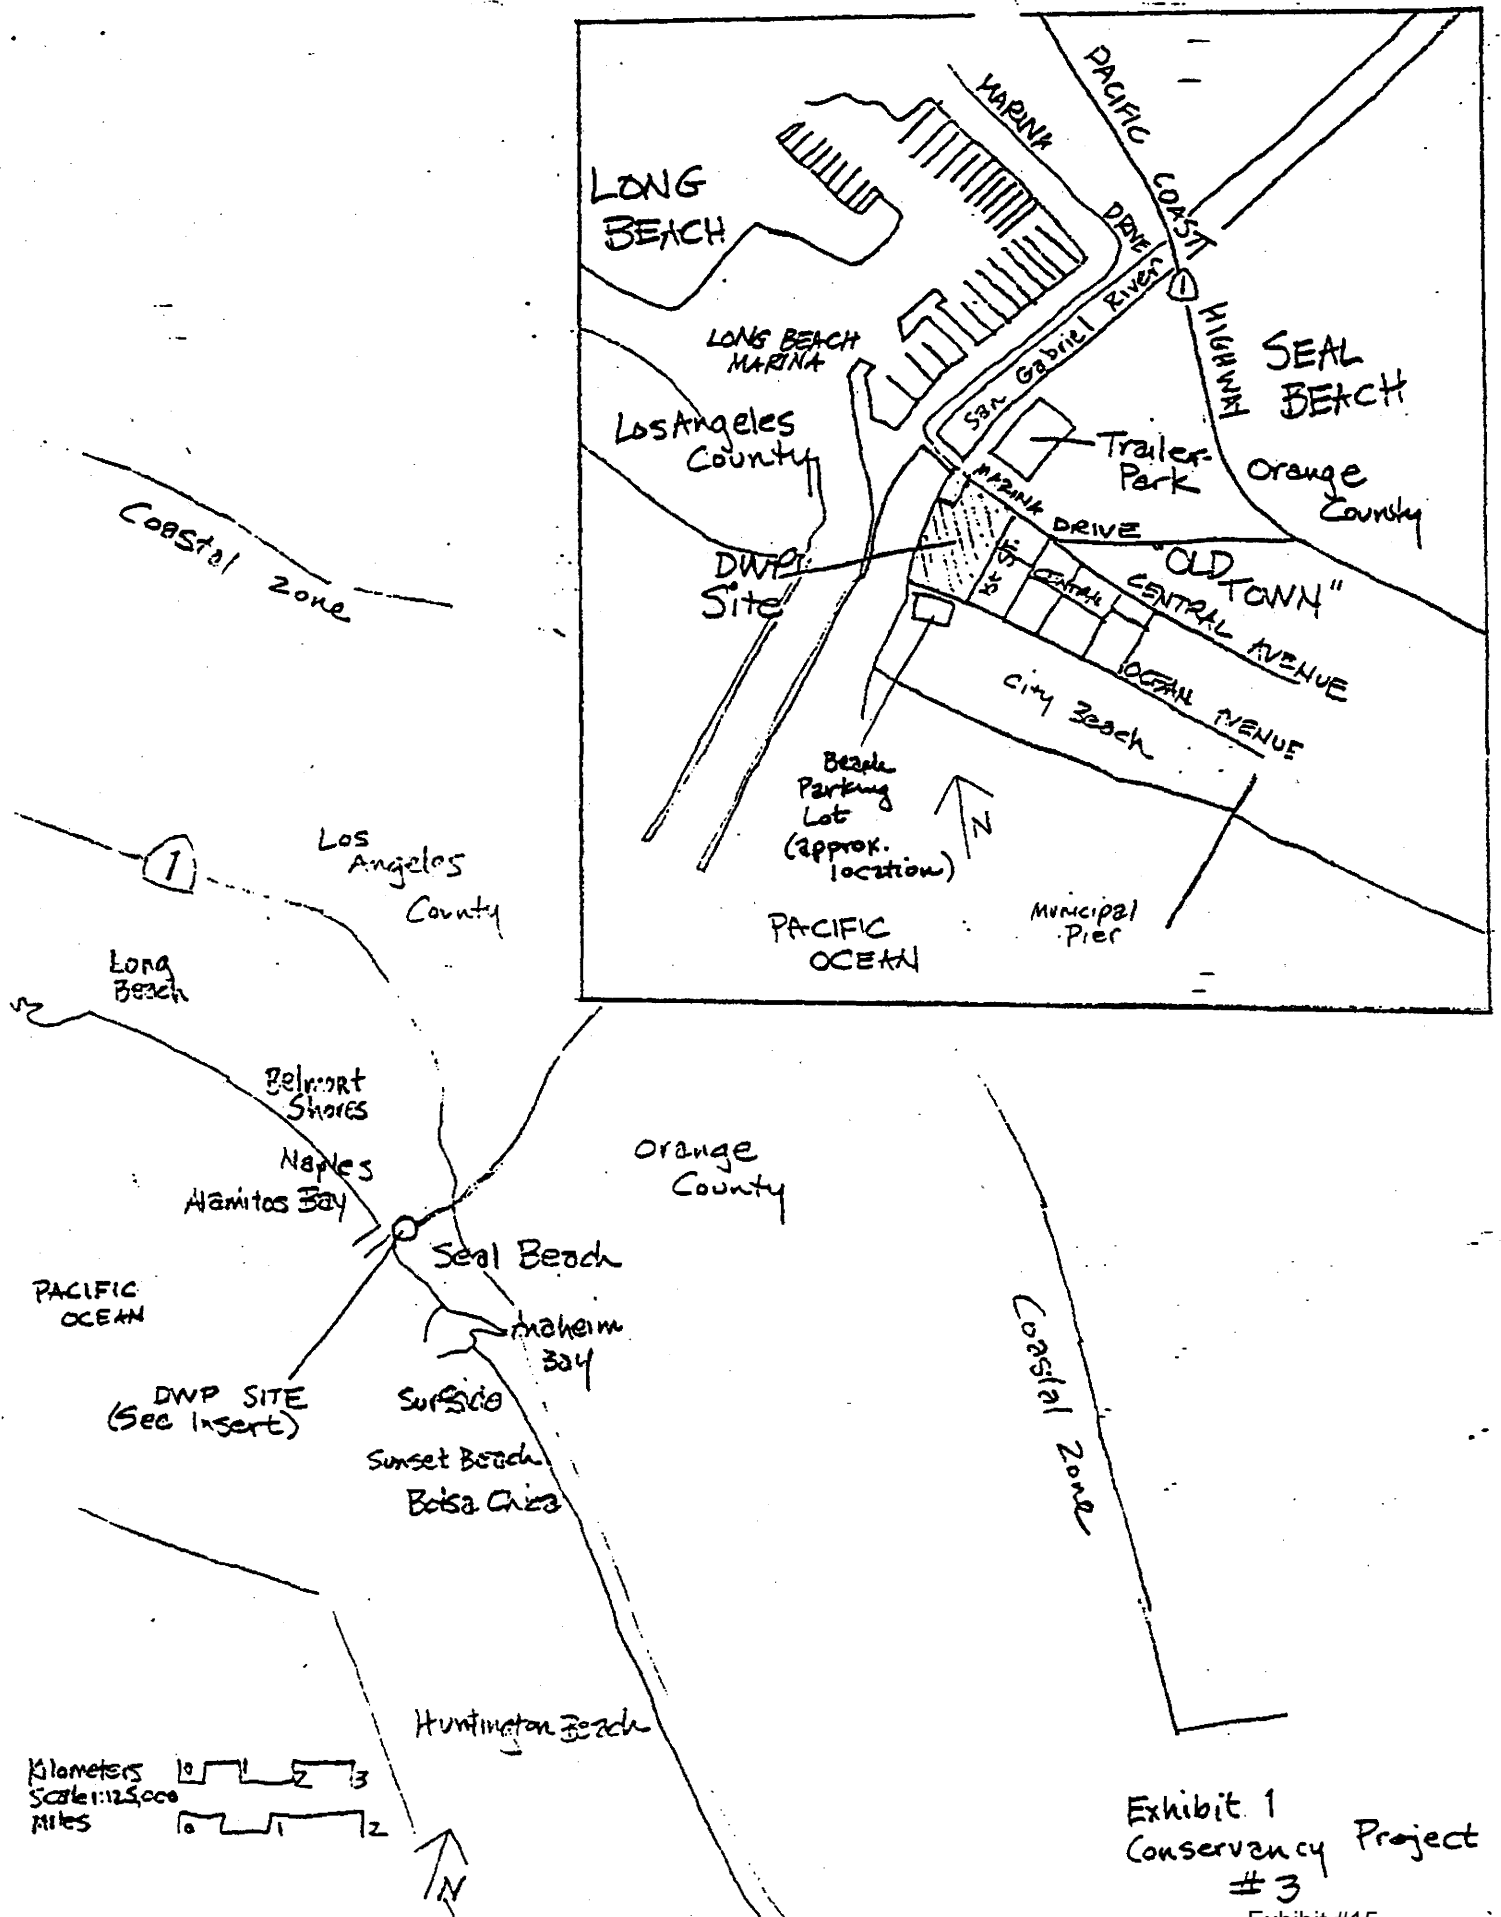 PACIFIC COAST HIGHWAY
MARINA DRIVE
LONG
BEACH
San Gabriel River
1
LONG BEACH
MARINA
SEAL
BEACH
Los Angeles
County
Trailer
Park
Orange
County
MARINA DRIVE
DWP
Site
1st St.
CENTRAL
"OLD
TOWN"
CENTRAL AVENUE
OCEAN AVENUE
City Beach
Beach
Parking
Lot
(approx.
location)
N
PACIFIC
OCEAN
Municipal
Pier
Coastal Zone
1
Los
Angeles
County
Long
Beach
Belmont
Shores
Naples
Alamitos Bay
Orange
County
Seal Beach
PACIFIC
OCEAN
Anaheim
Bay
DWP SITE
(See Insert)
Surfside
Sunset Beach
Bolsa Chica
Coastal Zone
Huntington Beach
Kilometers 0 1 2 3
Scale 1:125,000
Miles 0 1 2
N
Exhibit 1
Conservancy Project
#3
Exhibit #15